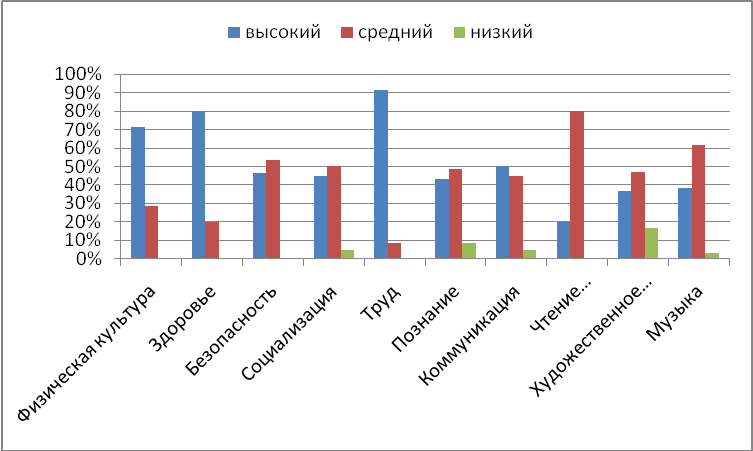 высокий средний низкий
100%
90%
80%
70%
60%
50%
40%
30%
20%
10%
0%
Физическая культура
Здоровье
Безопасность
Социализация
Труд
Познание
Коммуникация
Чтение...
Художественное...
Музыка